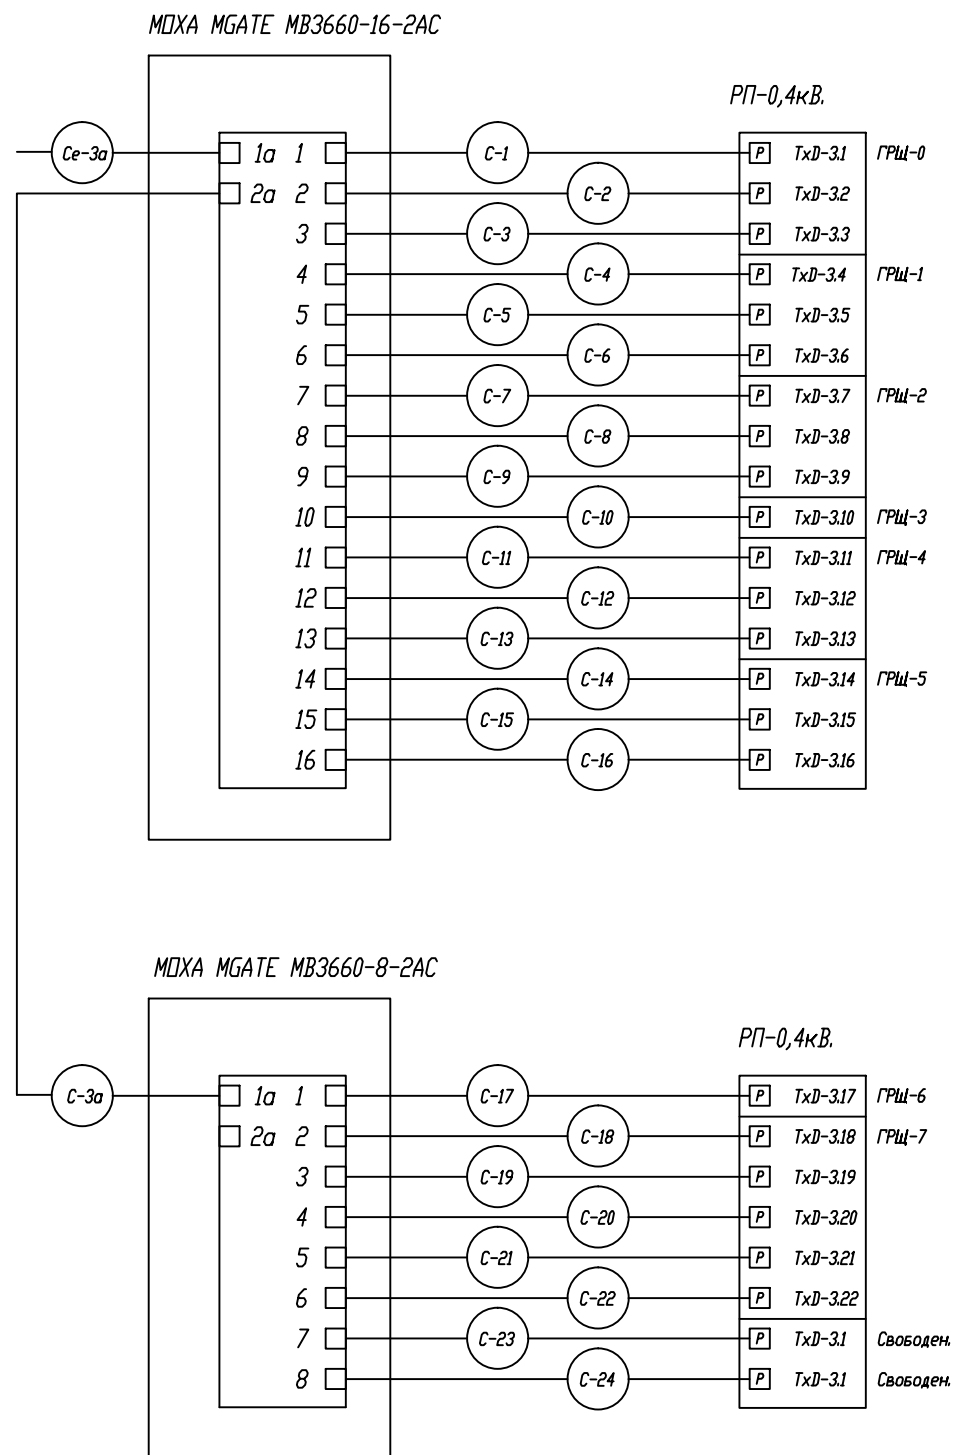 MOXA MGATE MB3660-16-2AC
РП-0,4кВ.
Се-3а 1а 1 С-1 P TxD-3.1 ГРЩ-0
2а 2 С-2 P TxD-3.2
3 С-3 P TxD-3.3
4 С-4 P TxD-3.4 ГРЩ-1
5 С-5 P TxD-3.5
6 С-6 P TxD-3.6
7 С-7 P TxD-3.7 ГРЩ-2
8 С-8 P TxD-3.8
9 С-9 P TxD-3.9
10 С-10 P TxD-3.10 ГРЩ-3
11 С-11 P TxD-3.11 ГРЩ-4
12 С-12 P TxD-3.12
13 С-13 P TxD-3.13
14 С-14 P TxD-3.14 ГРЩ-5
15 С-15 P TxD-3.15
16 С-16 P TxD-3.16
MOXA MGATE MB3660-8-2AC
РП-0,4кВ.
С-3а 1а 1 С-17 P TxD-3.17 ГРЩ-6
2а 2 С-18 P TxD-3.18 ГРЩ-7
3 С-19 P TxD-3.19
4 С-20 P TxD-3.20
5 С-21 P TxD-3.21
6 С-22 P TxD-3.22
7 С-23 P TxD-3.1 Свободен.
8 С-24 P TxD-3.1 Свободен.